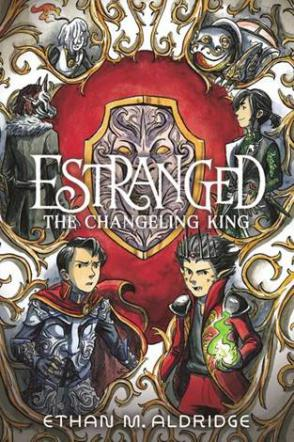 ESTRANGED
THE CHANGELING KING
ETHAN M. ALDRIDGE